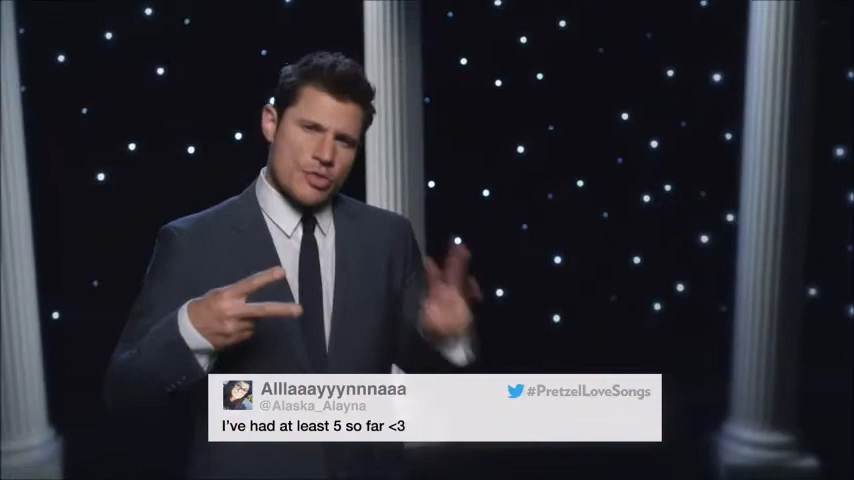 Alllaaayyynnnaaa
#PretzelLoveSongs
@Alaska_Alayna
I've had at least 5 so far <3